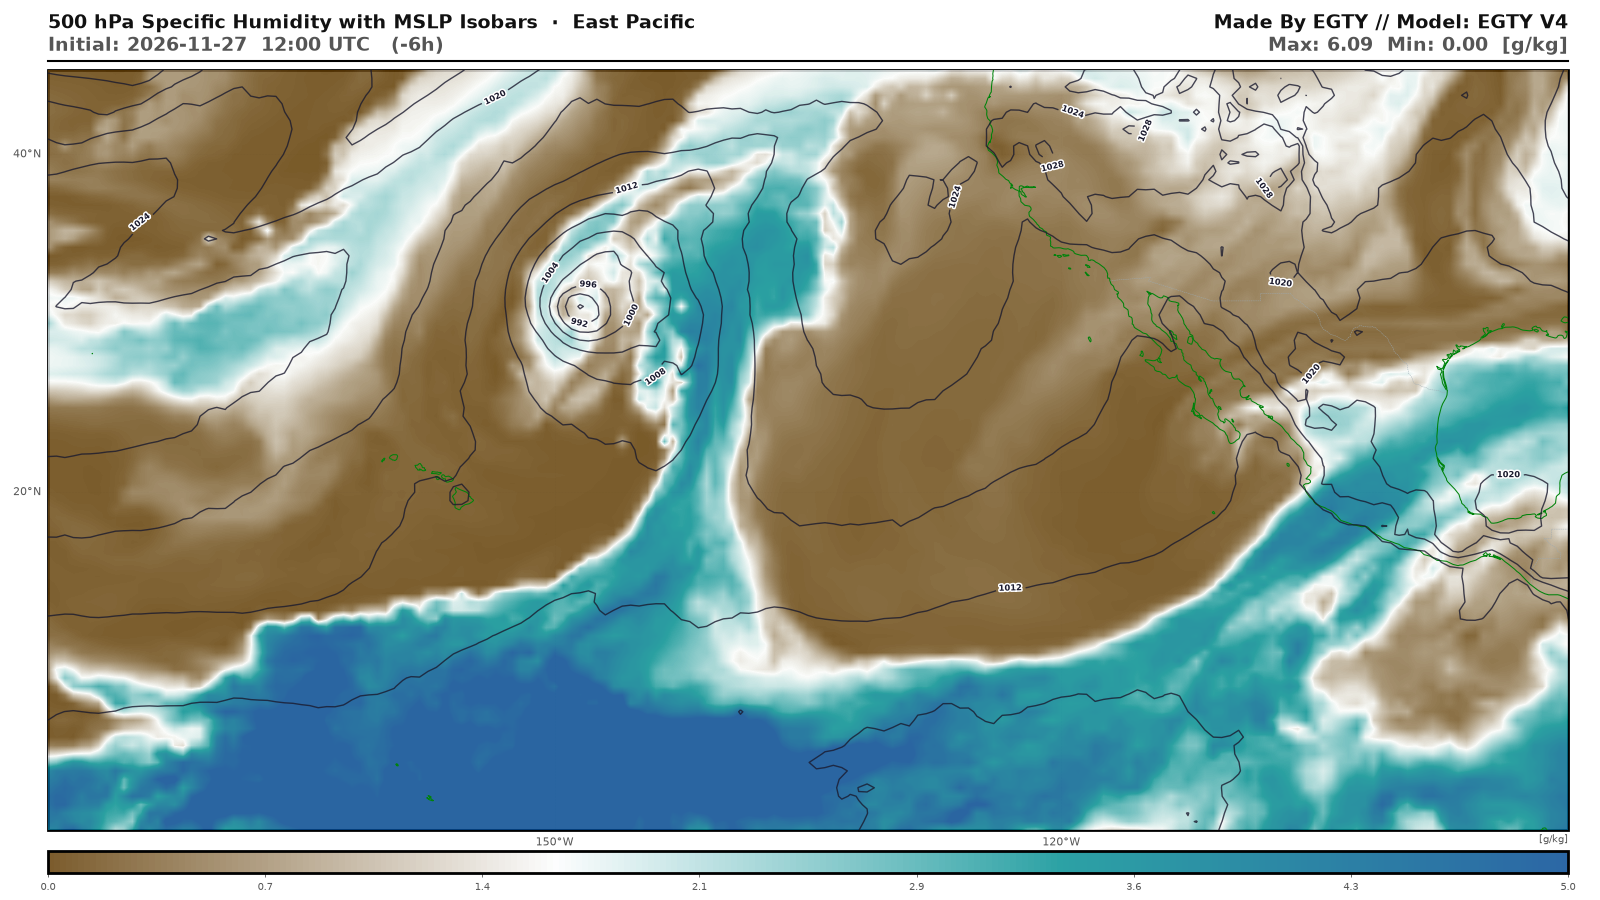 500 hPa Specific Humidity with MSLP Isobars · East Pacific
Made By EGTY // Model: EGTY V4
Initial: 2026-11-27 12:00 UTC (-6h)
Max: 6.09 Min: 0.00 [g/kg]
1020
1024
1028
1028
40°N
1012
1028
1024
1024
1004
996
1020
1000
992
1008
1020
1020
20°N
1012
150°W
120°W
[g/kg]
0.0
0.7
1.4
2.1
2.9
3.6
4.3
5.0